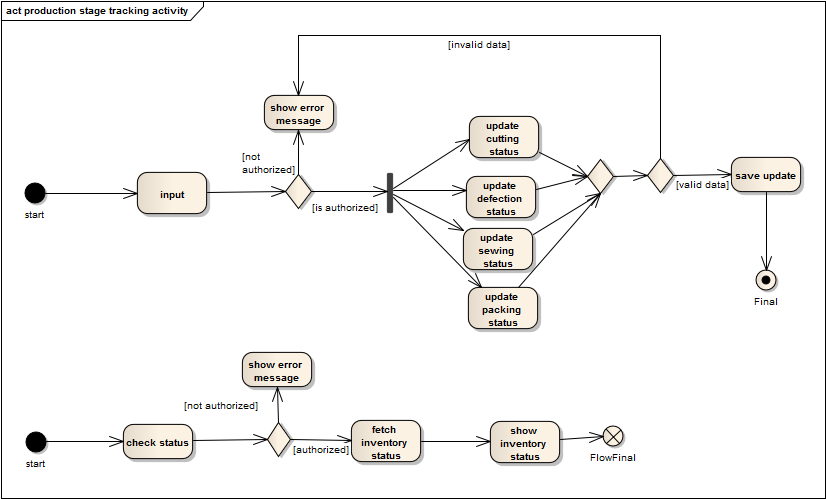 act production stage tracking activity
[invalid data]
show error
message
[not
authorized]
update
cutting
status
input
start
[is authorized]
update
defection
status
[valid data]
save update
update
sewing
status
update
packing
status
Final
show error
message
[not authorized]
check status
start
[authorized]
fetch
inventory
status
show
inventory
status
FlowFinal